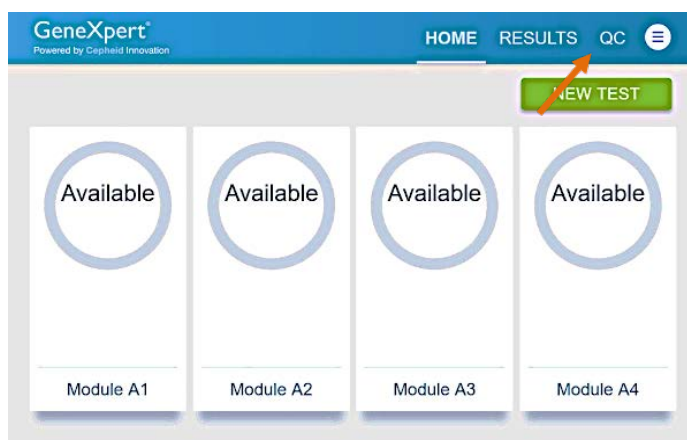 GeneXpert®
Powered by Cepheid Innovation
HOME RESULTS QC
NEW TEST
Available Available Available Available
Module A1 Module A2 Module A3 Module A4